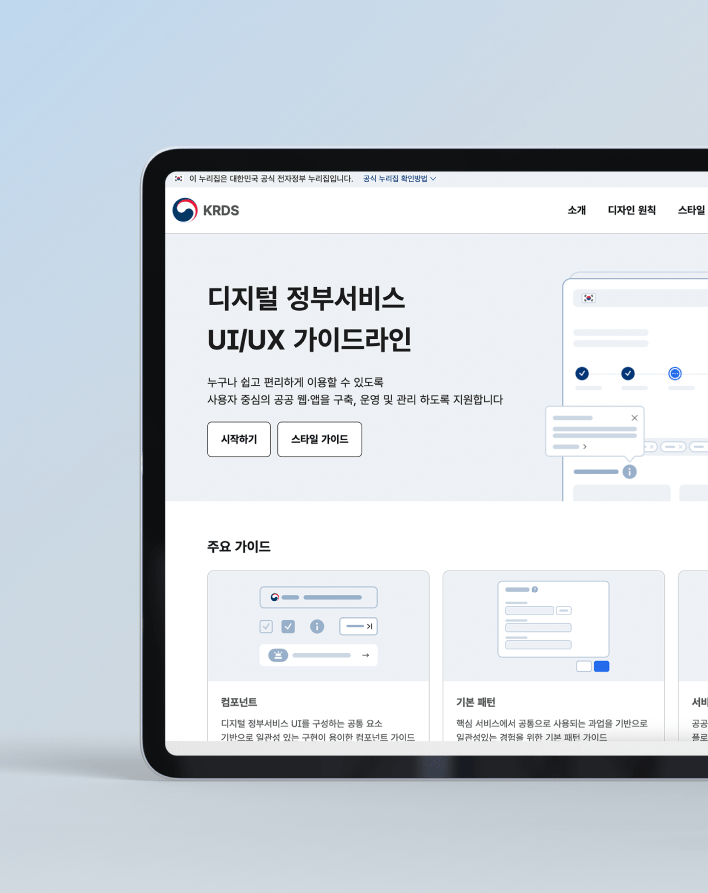 이 누리집은 대한민국 공식 전자정부 누리집입니다. 공식 누리집 확인방법
KRDS 소개 디자인 원칙 스타일
디지털 정부서비스
UI/UX 가이드라인
누구나 쉽고 편리하게 이용할 수 있도록
사용자 중심의 공공 웹·앱을 구축, 운영 및 관리 하도록 지원합니다
시작하기 스타일 가이드
주요 가이드
컴포넌트
디지털 정부서비스 UI를 구성하는 공통 요소
기반으로 일관성 있는 구현이 용이한 컴포넌트 가이드
기본 패턴
핵심 서비스에서 공통으로 사용되는 과업을 기반으로
일관성있는 경험을 위한 기본 패턴 가이드